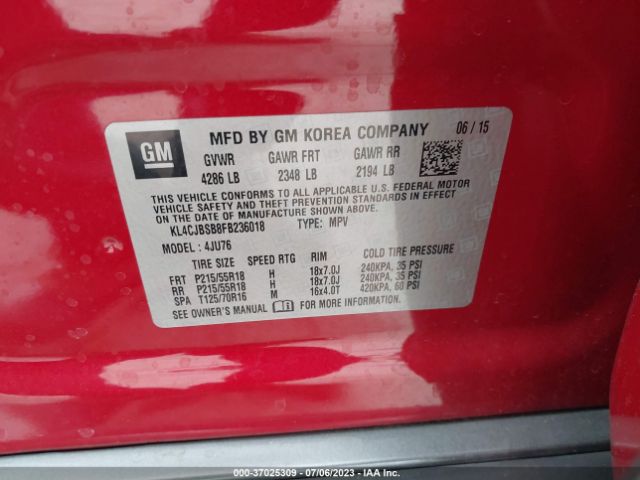 GM
MFD BY GM KOREA COMPANY 06 / 15
GVWR GAWR FRT GAWR RR
4286 LB 2348 LB 2194 LB
THIS VEHICLE CONFORMS TO ALL APPLICABLE U.S. FEDERAL MOTOR
VEHICLE SAFETY AND THEFT PREVENTION STANDARDS IN EFFECT
ON THE DATE OF MANUFACTURE SHOWN ABOVE.
KL4CJBSB8FB236018 TYPE: MPV
MODEL : 4JU76
TIRE SIZE SPEED RTG RIM COLD TIRE PRESSURE
FRT P215/55R18 H 18x7.0J 240KPA, 35 PSI
RR P215/55R18 H 18x7.0J 240KPA, 35 PSI
SPA T125/70R16 M 16x4.0T 420KPA, 60 PSI
SEE OWNER'S MANUAL FOR MORE INFORMATION
000-37025309 - 07/06/2023 - IAAI.com